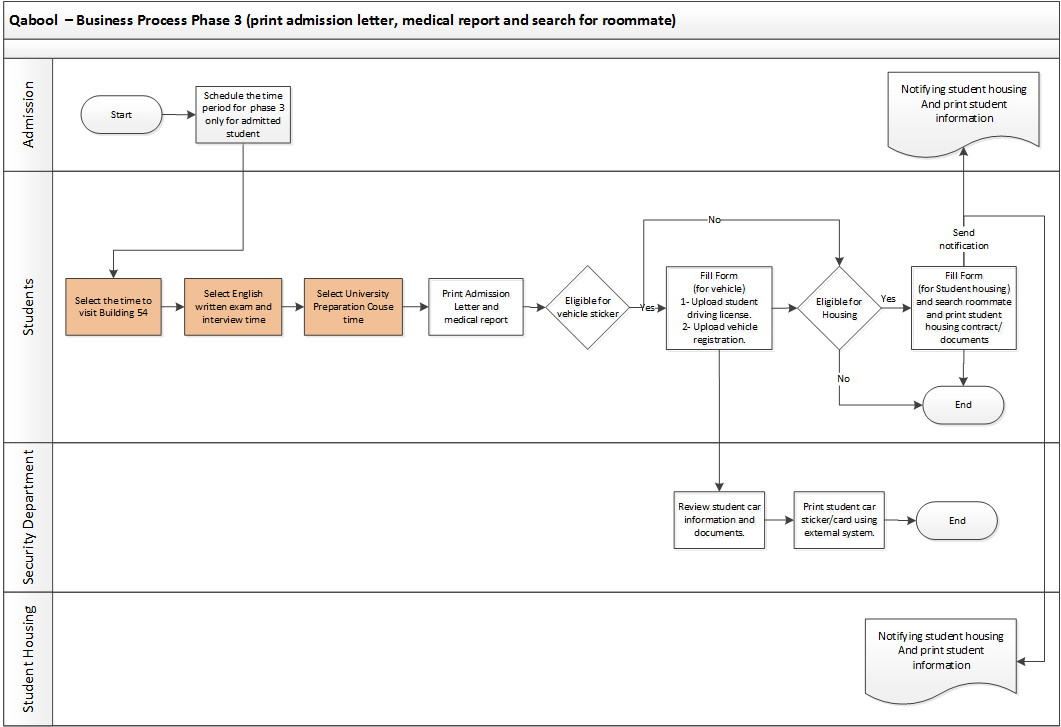 Qabool – Business Process Phase 3 (print admission letter, medical report and search for roommate)
Admission
Start
Schedule the time
period for phase 3
only for admitted
student
Notifying student housing
And print student
information
Students
Select the time to
visit Building 54
Select English
written exam and
interview time
Select University
Preparation Couse
time
Print Admission
Letter and
medical report
Eligible for
vehicle sticker
No
Yes
Fill Form
(for vehicle)
1- Upload student
driving license.
2- Upload vehicle
registration.
Eligible for
Housing
Yes
No
Send
notification
Fill Form
(for Student housing)
and search roommate
and print student
housing contract/
documents
End
Security Department
Review student car
information and
documents.
Print student car
sticker/card using
external system.
End
Student Housing
Notifying student housing
And print student
information